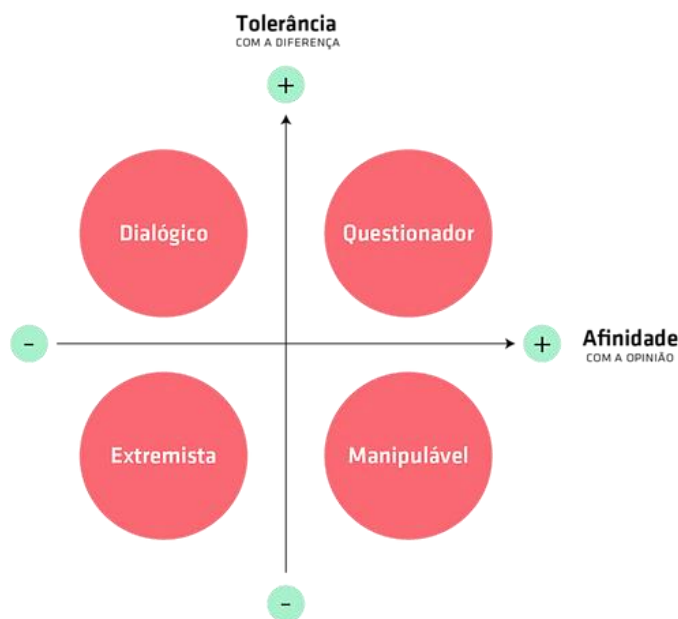 Tolerância
COM A DIFERENÇA
+
Dialógico
Questionador
-
+
Afinidade
COM A OPINIÃO
Extremista
Manipulável
-